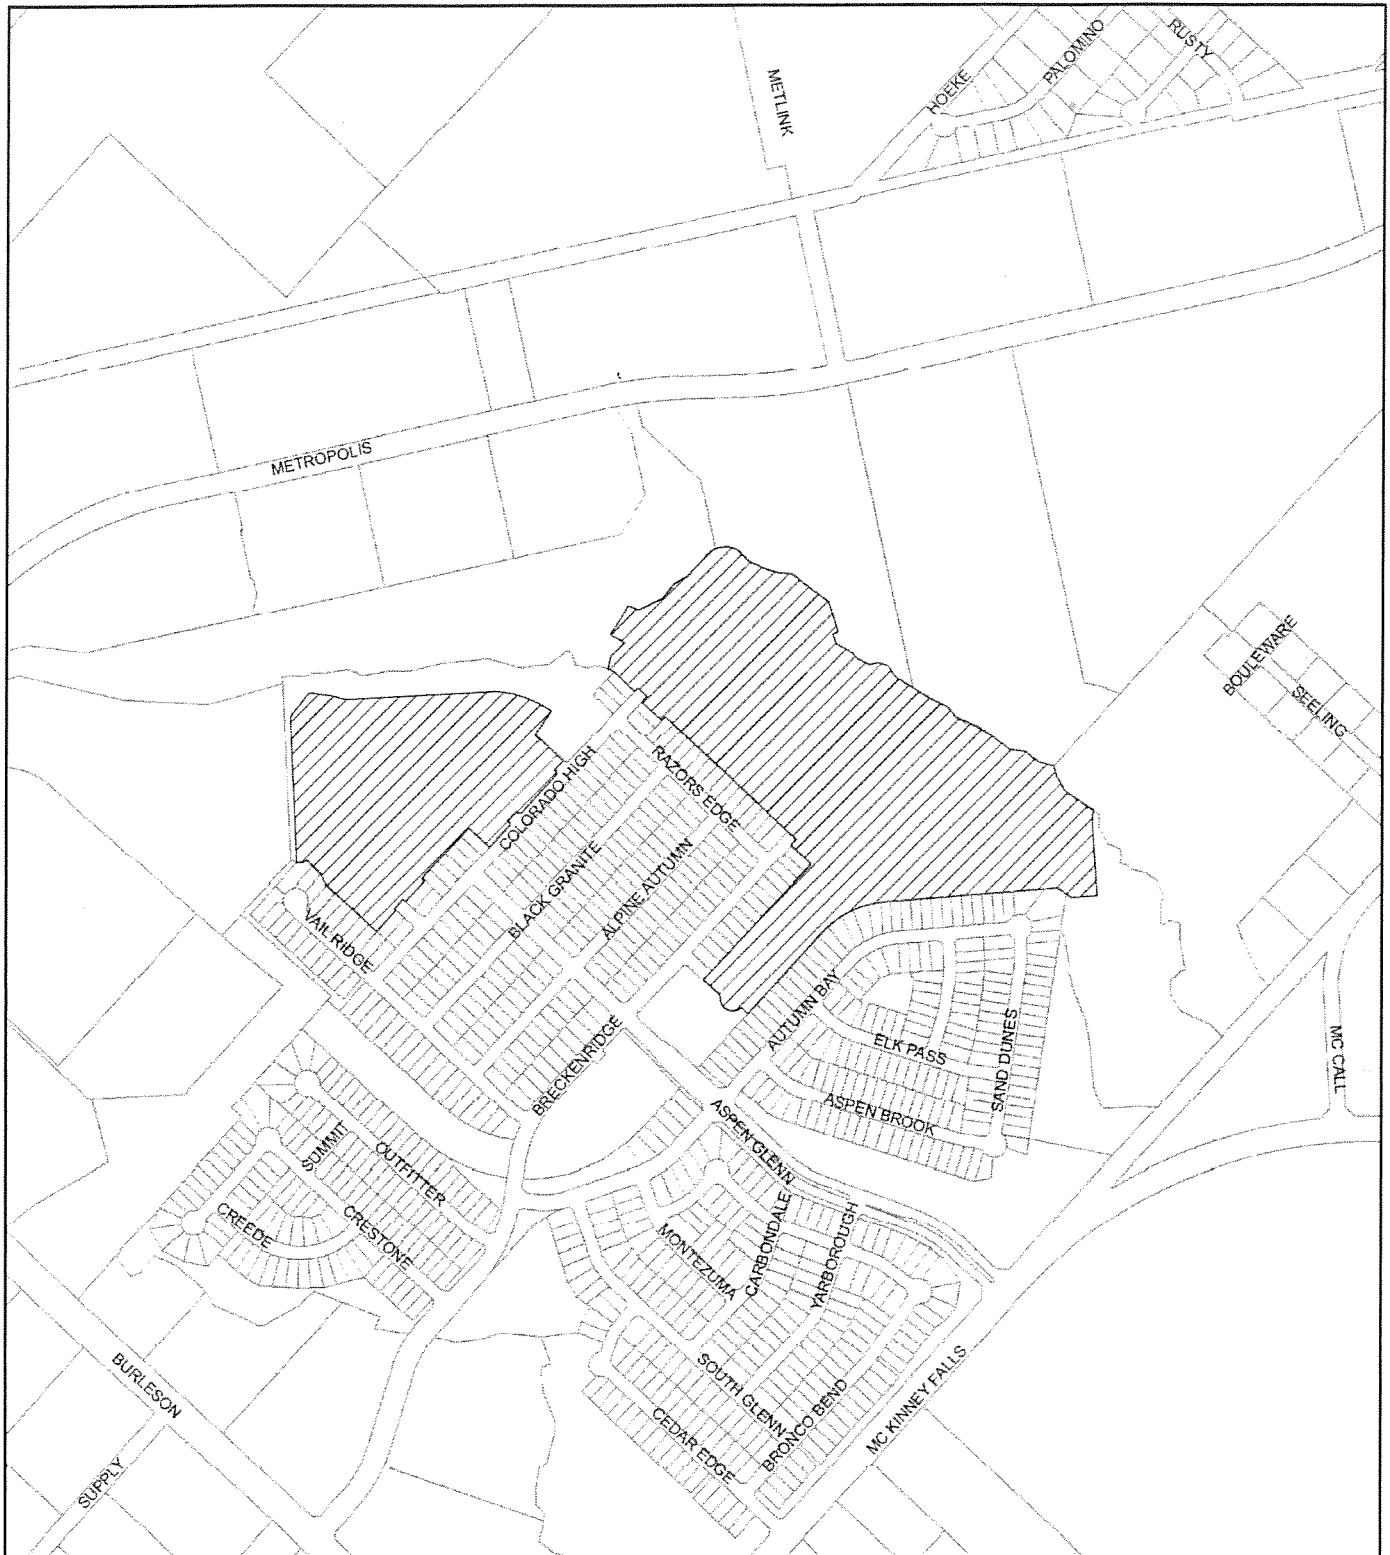 RUSTY
PALOMINO
HOEKE
METLINK
METROPOLIS
BOULEWARE
SEELING
RAZORS EDGE
COLORADO HIGH
BLACK GRANITE
ALPINE AUTUMN
VAIL RIDGE
AUTUMN BAY
BRECKENRIDGE
ELK PASS
SAND DUNES
MC CALL
ASPEN BROOK
ASPEN GLENN
SUMMIT
OUTFITTER
CREEDE
CRESTONE
MONTEZUMA
CARBONDALE
YARBOROUGH
BURLESON
SOUTH GLENN
BRONCO BEND
MC KINNEY FALLS
CEDAR EDGE
SUPPLY